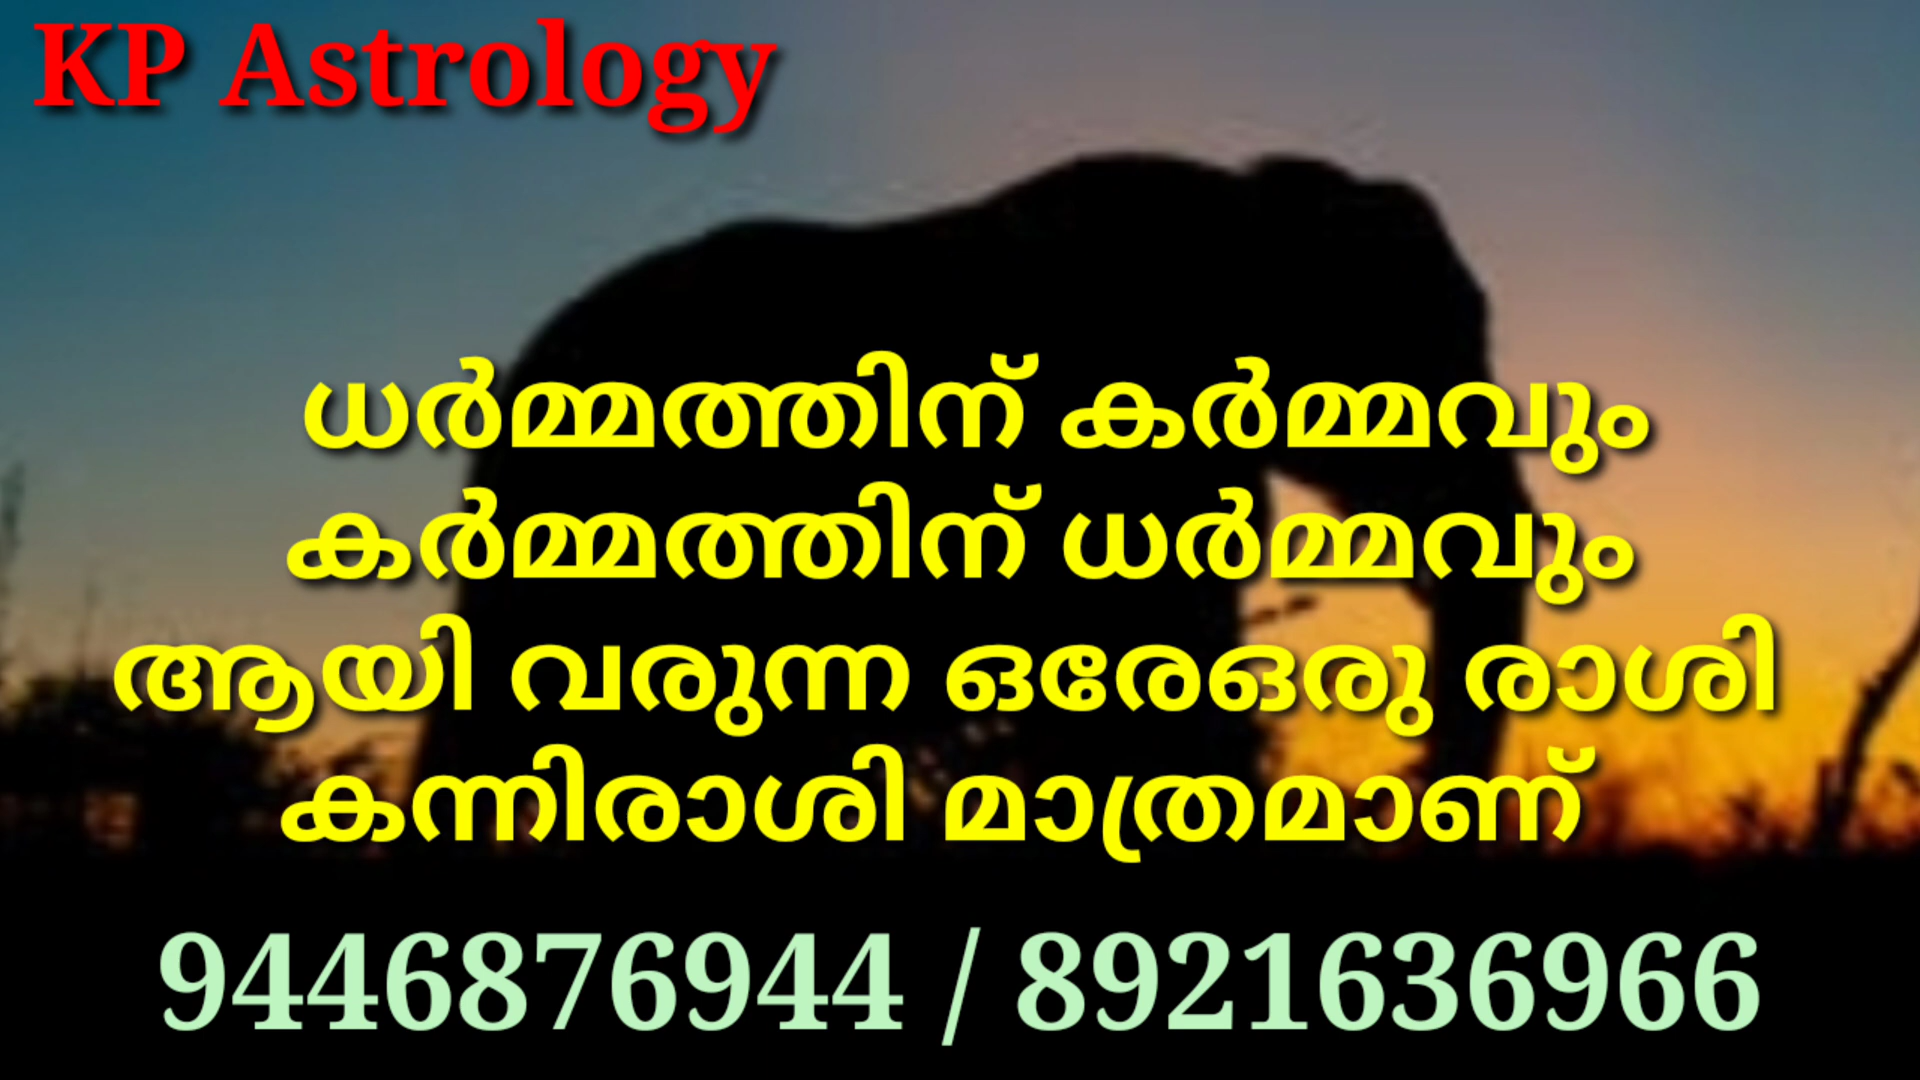 KP Astrology
ധർമ്മത്തിന് കർമ്മവും
കർമ്മത്തിന് ധർമ്മവും
ആയി വരുന്ന ഒരേഒരു രാശി
കന്നിരാശി മാത്രമാണ്
9446876944 / 8921636966